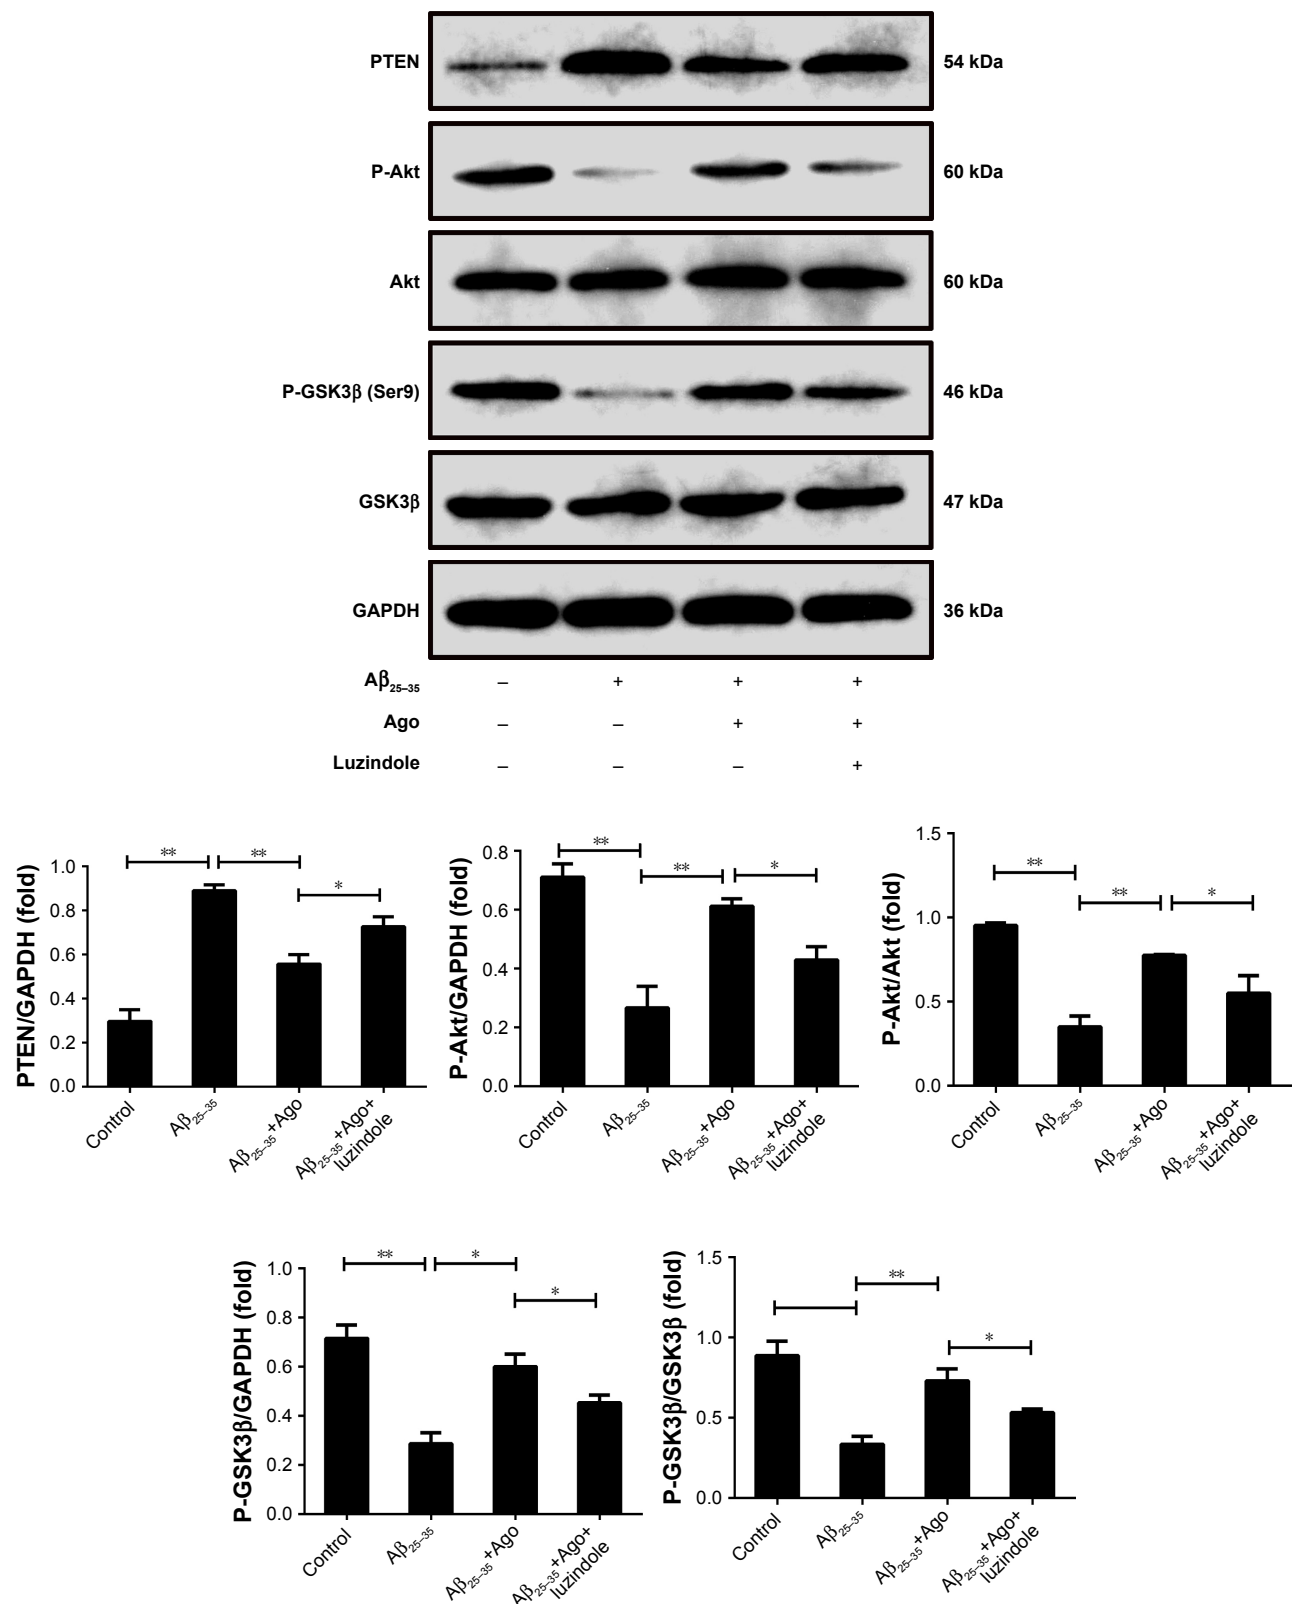 PTEN 54 kDa
P-Akt 60 kDa
Akt 60 kDa
P-GSK3β (Ser9) 46 kDa
GSK3β 47 kDa
GAPDH 36 kDa
Aβ25–35 – + + +
Ago – – + +
Luzindole – – – +
PTEN/GAPDH (fold)
1.0
0.8
0.6
0.4
0.2
0.0
** ** *
Control
Aβ25–35
Aβ25–35+Ago
Aβ25–35+Ago+
luzindole
P-Akt/GAPDH (fold)
0.8
0.6
0.4
0.2
0.0
** ** *
Control
Aβ25–35
Aβ25–35+Ago
Aβ25–35+Ago+
luzindole
P-Akt/Akt (fold)
1.5
1.0
0.5
0.0
** ** *
Control
Aβ25–35
Aβ25–35+Ago
Aβ25–35+Ago+
luzindole
P-GSK3β/GAPDH (fold)
1.0
0.8
0.6
0.4
0.2
0.0
** * *
Control
Aβ25–35
Aβ25–35+Ago
Aβ25–35+Ago+
luzindole
P-GSK3β/GSK3β (fold)
1.5
1.0
0.5
0.0
** *
Control
Aβ25–35
Aβ25–35+Ago
Aβ25–35+Ago+
luzindole